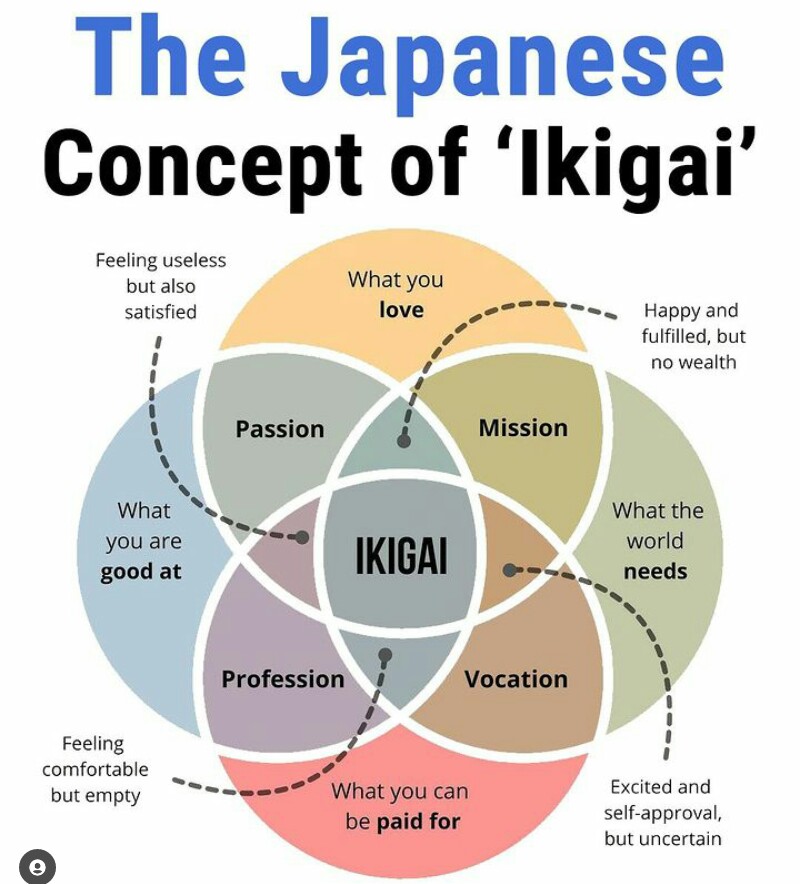 The Japanese
Concept of ‘Ikigai’
Feeling useless
but also
satisfied
What you
love
Happy and
fulfilled, but
no wealth
Passion
Mission
What
you are
good at
IKIGAI
What the
world
needs
Profession
Vocation
Feeling
comfortable
but empty
What you can
be paid for
Excited and
self-approval,
but uncertain